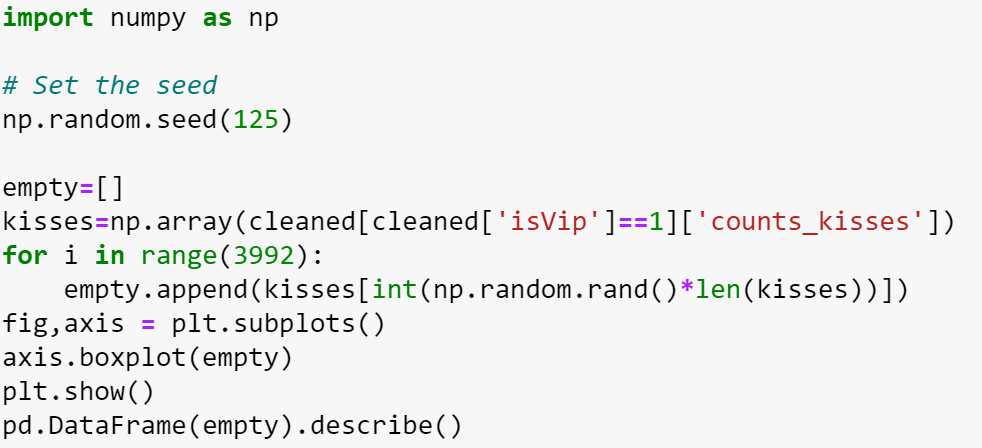 import numpy as np
# Set the seed
np.random.seed(125)
empty=[]
kisses=np.array(cleaned[cleaned['isVip']==1]['counts_kisses'])
for i in range(3992):
    empty.append(kisses[int(np.random.rand()*len(kisses))])
fig,axis = plt.subplots()
axis.boxplot(empty)
plt.show()
pd.DataFrame(empty).describe()